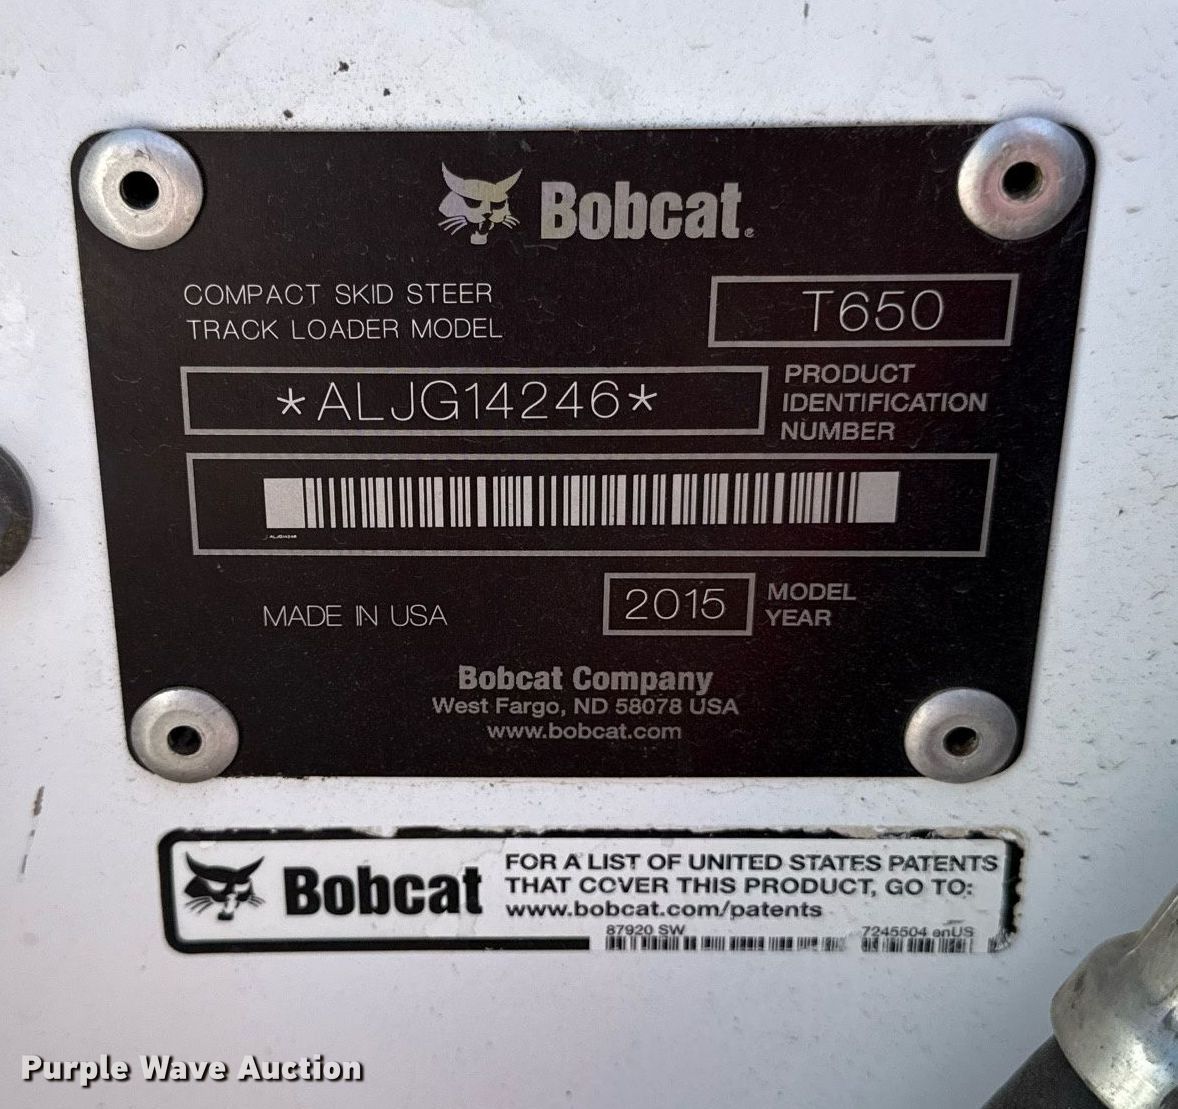 Bobcat.
COMPACT SKID STEER
TRACK LOADER MODEL
T650
*ALJG14246*
PRODUCT
IDENTIFICATION
NUMBER
ALJG14246
MADE IN USA
2015
MODEL
YEAR
Bobcat Company
West Fargo, ND 58078 USA
www.bobcat.com
Bobcat
FOR A LIST OF UNITED STATES PATENTS
THAT COVER THIS PRODUCT, GO TO:
www.bobcat.com/patents
87920 SW
7245504 enUS
Purple Wave Auction